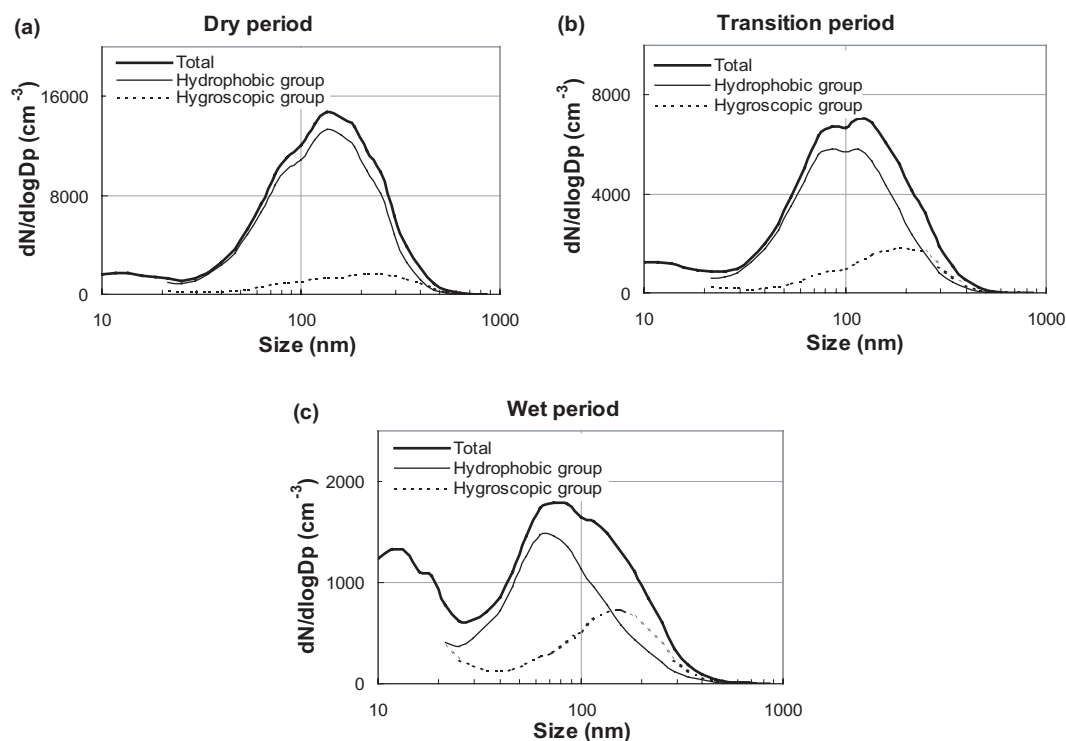 (a)
Dry period
Total
Hydrophobic group
Hygroscopic group
16000
8000
0
dN/dlogDp (cm⁻³)
10
100
1000
Size (nm)
(b)
Transition period
Total
Hydrophobic group
Hygroscopic group
8000
4000
0
dN/dlogDp (cm⁻³)
10
100
1000
Size (nm)
(c)
Wet period
Total
Hydrophobic group
Hygroscopic group
2000
1000
0
dN/dlogDp (cm⁻³)
10
100
1000
Size (nm)